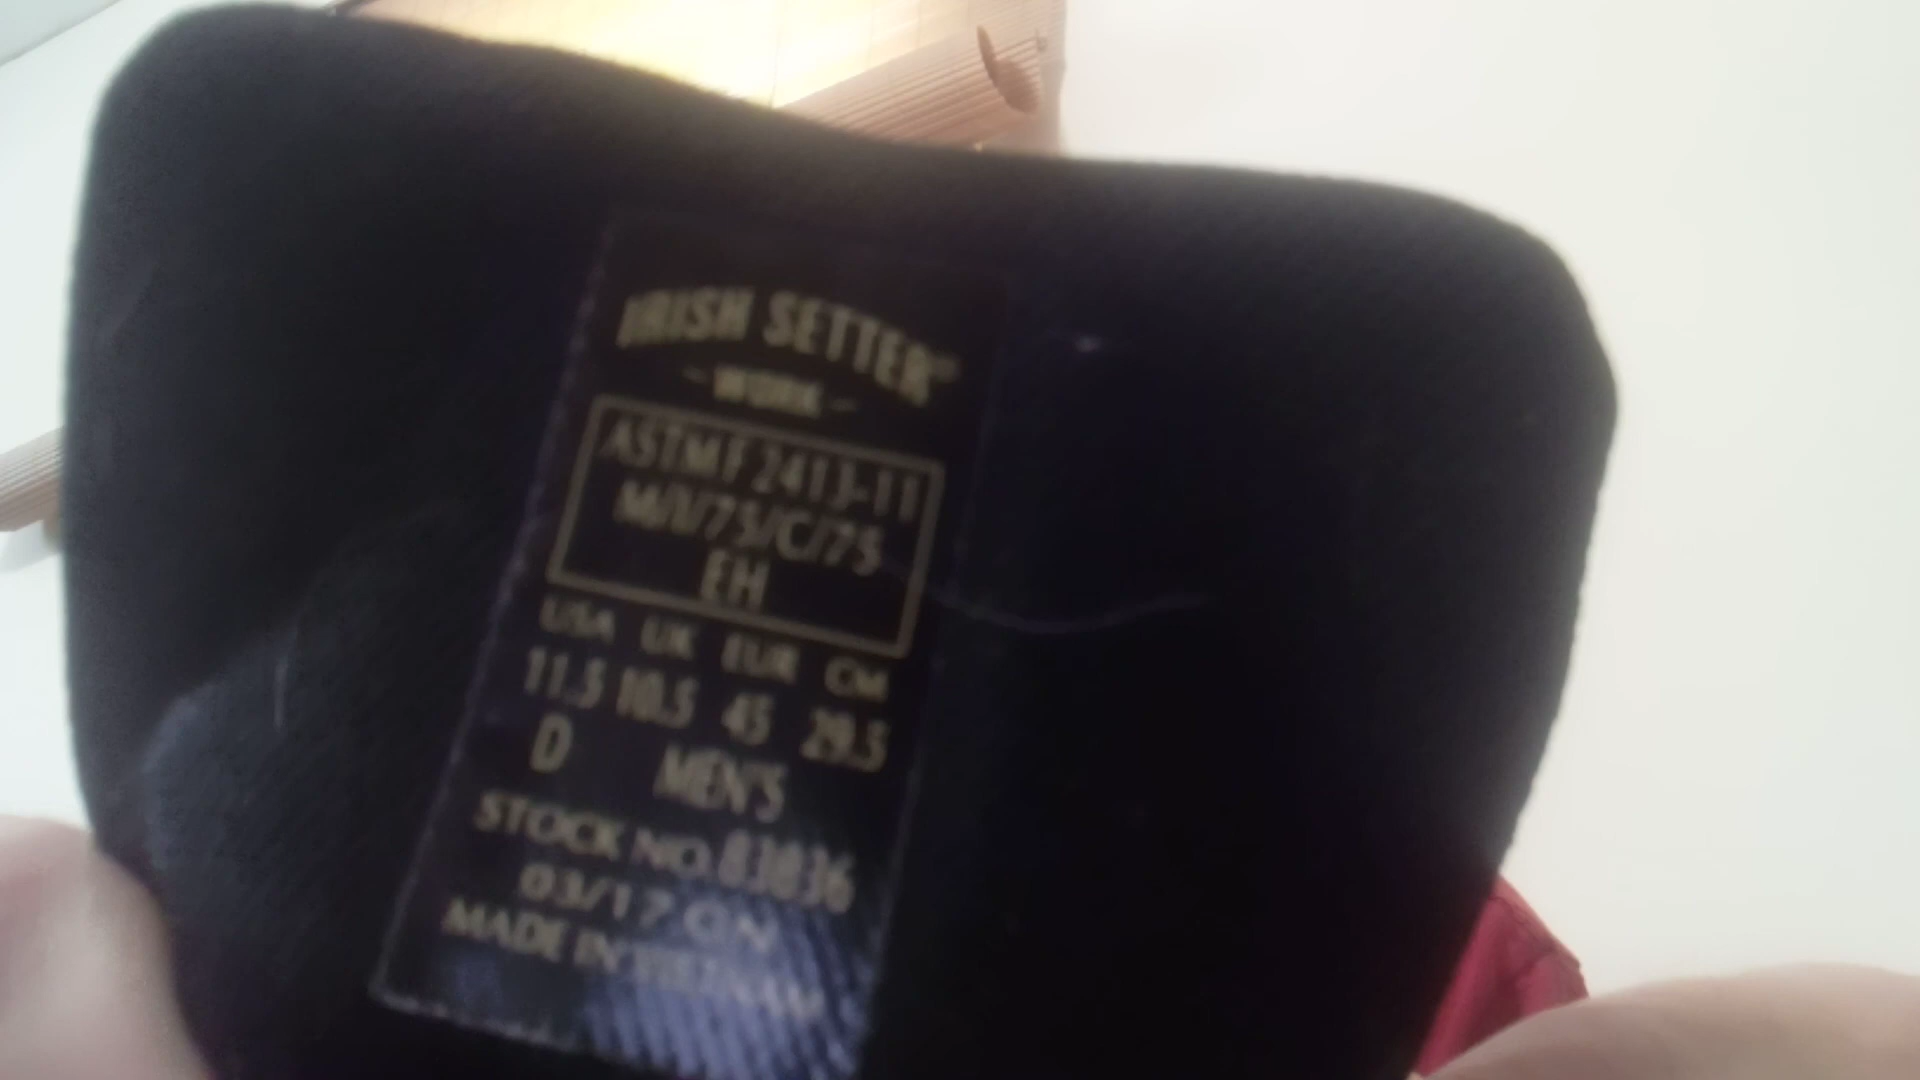 IRISH SETTER®
- WORK -
ASTM F 2413-11
M/I/75/C/75
EH
USA UK EUR CM
11.5 10.5 45 29.5
D MEN'S
STOCK NO. 83836
03/17 GN
MADE IN VIETNAM